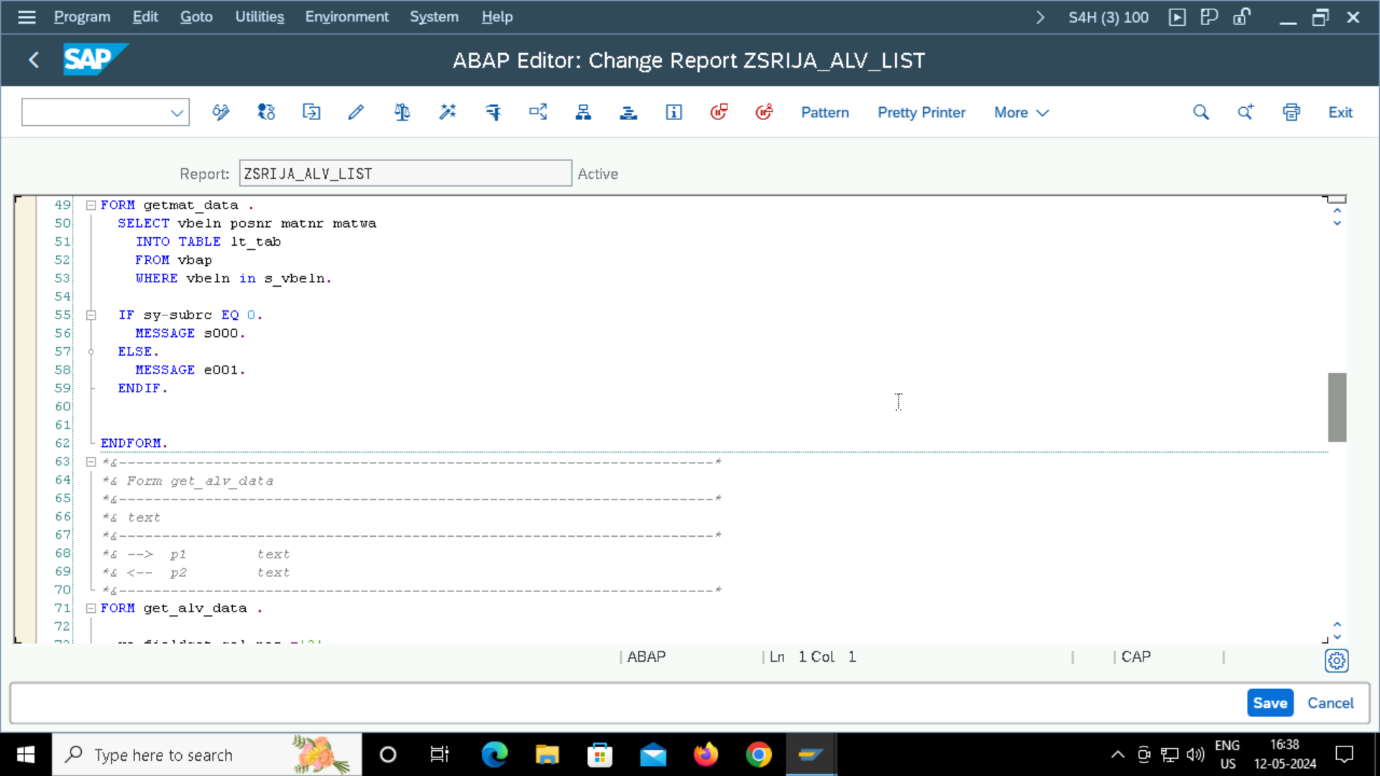 Program Edit Goto Utilities Environment System Help S4H (3) 100
SAP ABAP Editor: Change Report ZSRIJA_ALV_LIST
Pattern Pretty Printer More Exit
Report: ZSRIJA_ALV_LIST Active
49 FORM getmat_data .
50 SELECT vbeln posnr matnr matwa
51 INTO TABLE lt_tab
52 FROM vbap
53 WHERE vbeln in s_vbeln.
54
55 IF sy-subrc EQ 0.
56 MESSAGE s000.
57 ELSE.
58 MESSAGE e001.
59 ENDIF.
60
61
62 ENDFORM.
63 *&---------------------------------------------------------------------*
64 *& Form get_alv_data
65 *&---------------------------------------------------------------------*
66 *& text
67 *&---------------------------------------------------------------------*
68 *& --> p1 text
69 *& <-- p2 text
70 *&---------------------------------------------------------------------*
71 FORM get_alv_data .
72
ABAP Ln 1 Col 1 CAP
Save Cancel
Type here to search
ENG
US
16:38
12-05-2024